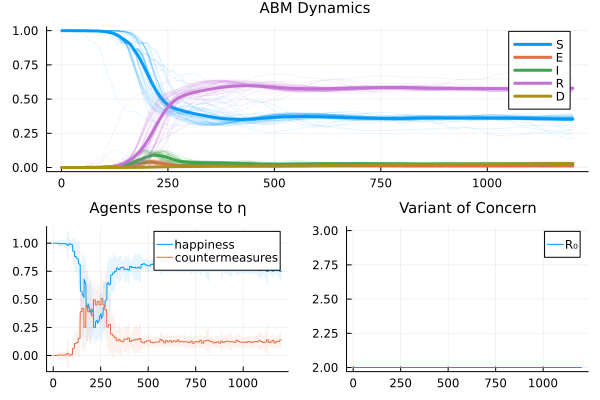 ABM Dynamics
1.00
0.75
0.50
0.25
0.00
0 250 500 750 1000
S
E
I
R
D
Agents response to η
1.00
0.75
0.50
0.25
0.00
0 250 500 750 1000
happiness
countermeasures
Variant of Concern
3.00
2.75
2.50
2.25
2.00
0 250 500 750 1000
R₀